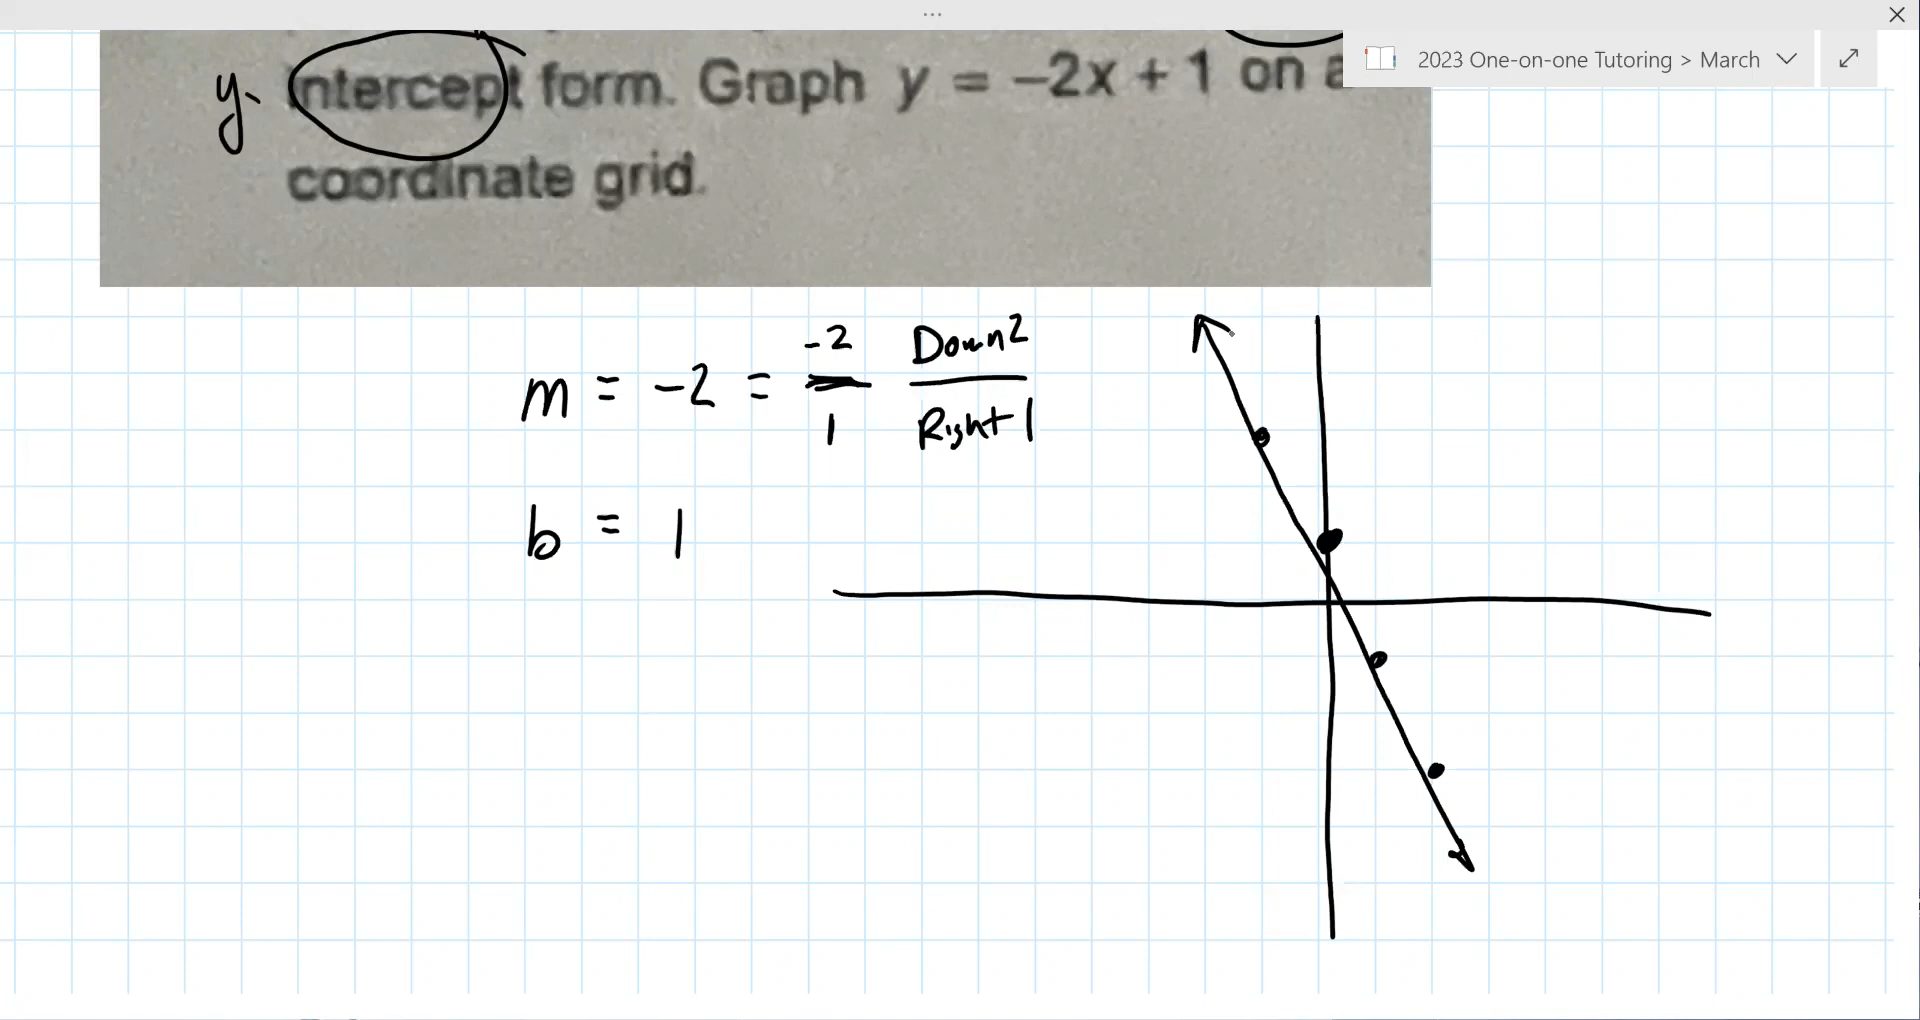 ...
2023 One-on-one Tutoring > March
y- intercept form. Graph y = −2x + 1 on a
coordinate grid.
m = -2 = -2/1 Down 2/Right 1
b = 1